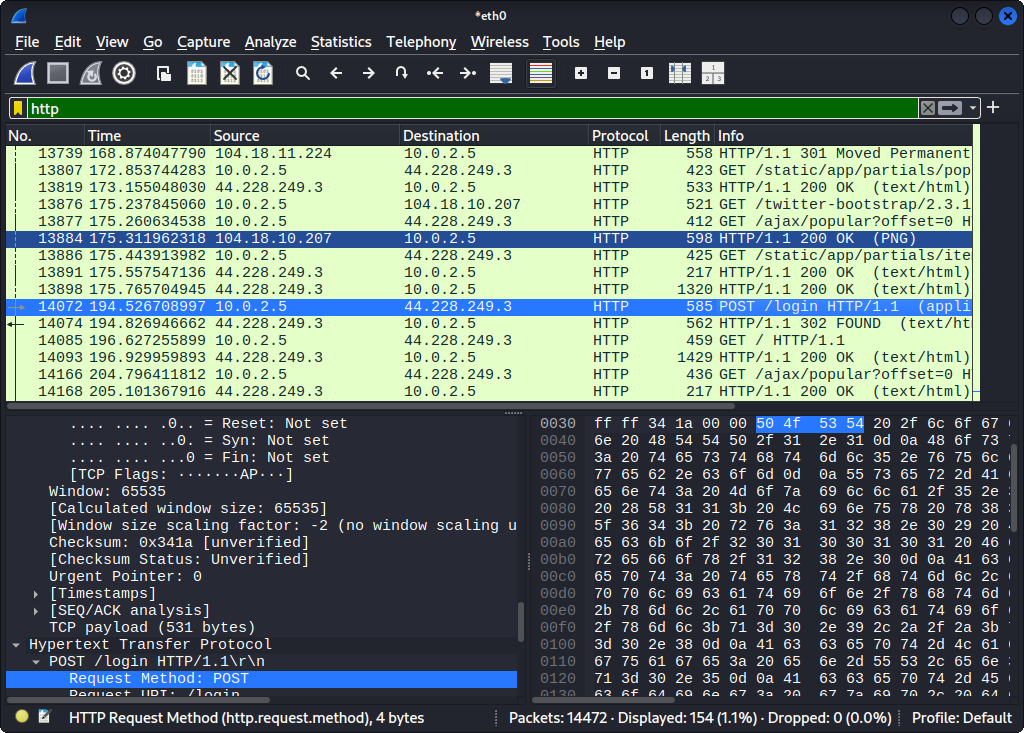 *eth0
File Edit View Go Capture Analyze Statistics Telephony Wireless Tools Help
http
No. Time Source Destination Protocol Length Info
13739 168.874047790 104.18.11.224 10.0.2.5 HTTP 558 HTTP/1.1 301 Moved Permanent
13807 172.853744283 10.0.2.5 44.228.249.3 HTTP 423 GET /static/app/partials/pop
13819 173.155048030 44.228.249.3 10.0.2.5 HTTP 533 HTTP/1.1 200 OK (text/html)
13876 175.237845060 10.0.2.5 104.18.10.207 HTTP 521 GET /twitter-bootstrap/2.3.1
13877 175.260634538 10.0.2.5 44.228.249.3 HTTP 412 GET /ajax/popular?offset=0 H
13884 175.311962318 104.18.10.207 10.0.2.5 HTTP 598 HTTP/1.1 200 OK (PNG)
13886 175.443913982 10.0.2.5 44.228.249.3 HTTP 425 GET /static/app/partials/ite
13891 175.557547136 44.228.249.3 10.0.2.5 HTTP 217 HTTP/1.1 200 OK (text/html)
13898 175.765704945 44.228.249.3 10.0.2.5 HTTP 1320 HTTP/1.1 200 OK (text/html)
14072 194.526708997 10.0.2.5 44.228.249.3 HTTP 585 POST /login HTTP/1.1 (appli
14074 194.826946662 44.228.249.3 10.0.2.5 HTTP 562 HTTP/1.1 302 FOUND (text/ht
14085 196.627255899 10.0.2.5 44.228.249.3 HTTP 459 GET / HTTP/1.1
14093 196.929959893 44.228.249.3 10.0.2.5 HTTP 1429 HTTP/1.1 200 OK (text/html)
14166 204.796411812 10.0.2.5 44.228.249.3 HTTP 436 GET /ajax/popular?offset=0 H
14168 205.101367916 44.228.249.3 10.0.2.5 HTTP 217 HTTP/1.1 200 OK (text/html)
.... .... .0.. = Reset: Not set
.... .... ..0. = Syn: Not set
.... .... ...0 = Fin: Not set
[TCP Flags: ·······AP···]
Window: 65535
[Calculated window size: 65535]
[Window size scaling factor: -2 (no window scaling u
Checksum: 0x341a [unverified]
[Checksum Status: Unverified]
Urgent Pointer: 0
[Timestamps]
[SEQ/ACK analysis]
TCP payload (531 bytes)
Hypertext Transfer Protocol
POST /login HTTP/1.1\r\n
Request Method: POST
Request URI: /login
0030 ff ff 34 1a 00 00 50 4f 53 54 20 2f 6c 6f 67
0040 6e 20 48 54 54 50 2f 31 2e 31 0d 0a 48 6f 73
0050 3a 20 74 65 73 74 68 74 6d 6c 35 2e 76 75 6c
0060 77 65 62 2e 63 6f 6d 0d 0a 55 73 65 72 2d 41
0070 65 6e 74 3a 20 4d 6f 7a 69 6c 6c 61 2f 35 2e
0080 20 28 58 31 31 3b 20 4c 69 6e 75 78 20 78 38
0090 5f 36 34 3b 20 72 76 3a 31 32 38 2e 30 29 20
00a0 65 63 6b 6f 2f 32 30 31 30 30 31 30 31 20 46
00b0 72 65 66 6f 78 2f 31 32 38 2e 30 0d 0a 41 63
00c0 65 70 74 3a 20 74 65 78 74 2f 68 74 6d 6c 2c
00d0 70 70 6c 69 63 61 74 69 6f 6e 2f 78 68 74 6d
00e0 2b 78 6d 6c 2c 61 70 70 6c 69 63 61 74 69 6f
00f0 2f 78 6d 6c 3b 71 3d 30 2e 39 2c 2a 2f 2a 3b
0100 3d 30 2e 38 0d 0a 41 63 63 65 70 74 2d 4c 61
0110 67 75 61 67 65 3a 20 65 6e 2d 55 53 2c 65 6e
0120 71 3d 30 2e 35 0d 0a 41 63 63 65 70 74 2d 45
0130 63 6f 64 69 6e 67 3a 20 67 7a 69 70 2c 20 64
HTTP Request Method (http.request.method), 4 bytes
Packets: 14472 · Displayed: 154 (1.1%) · Dropped: 0 (0.0%)
Profile: Default